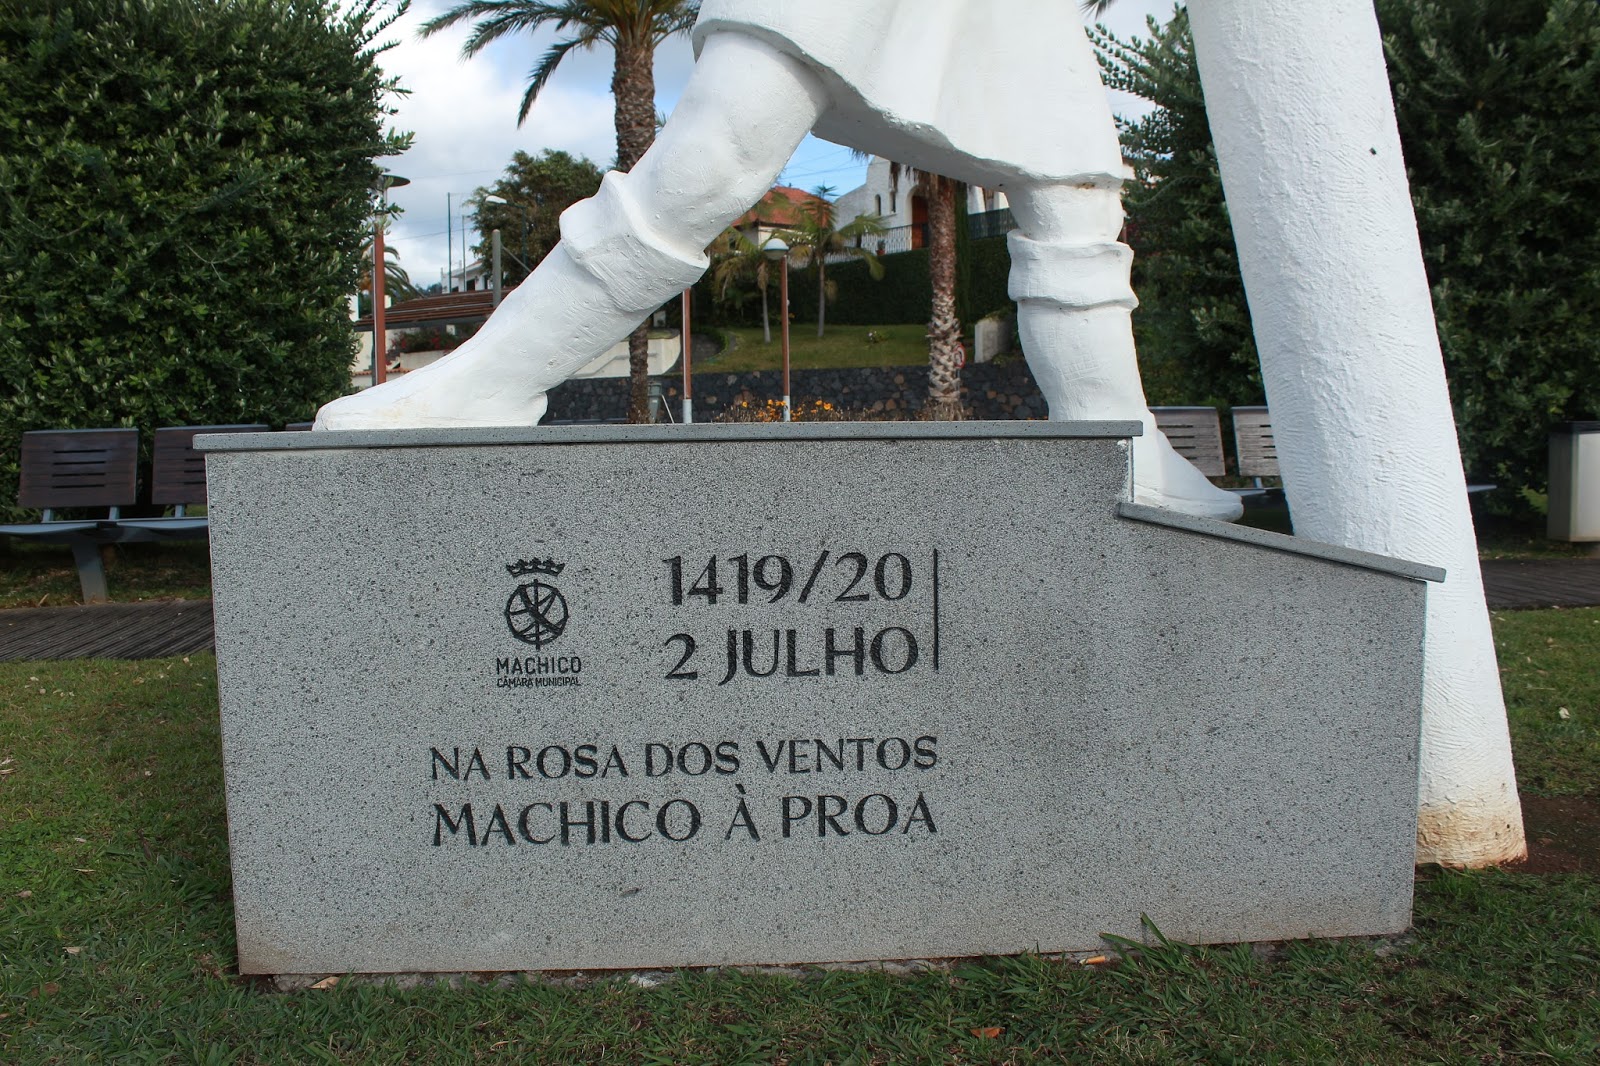 MACHICO
CÂMARA MUNICIPAL
1419/20
2 JULHO
NA ROSA DOS VENTOS
MACHICO À PROA